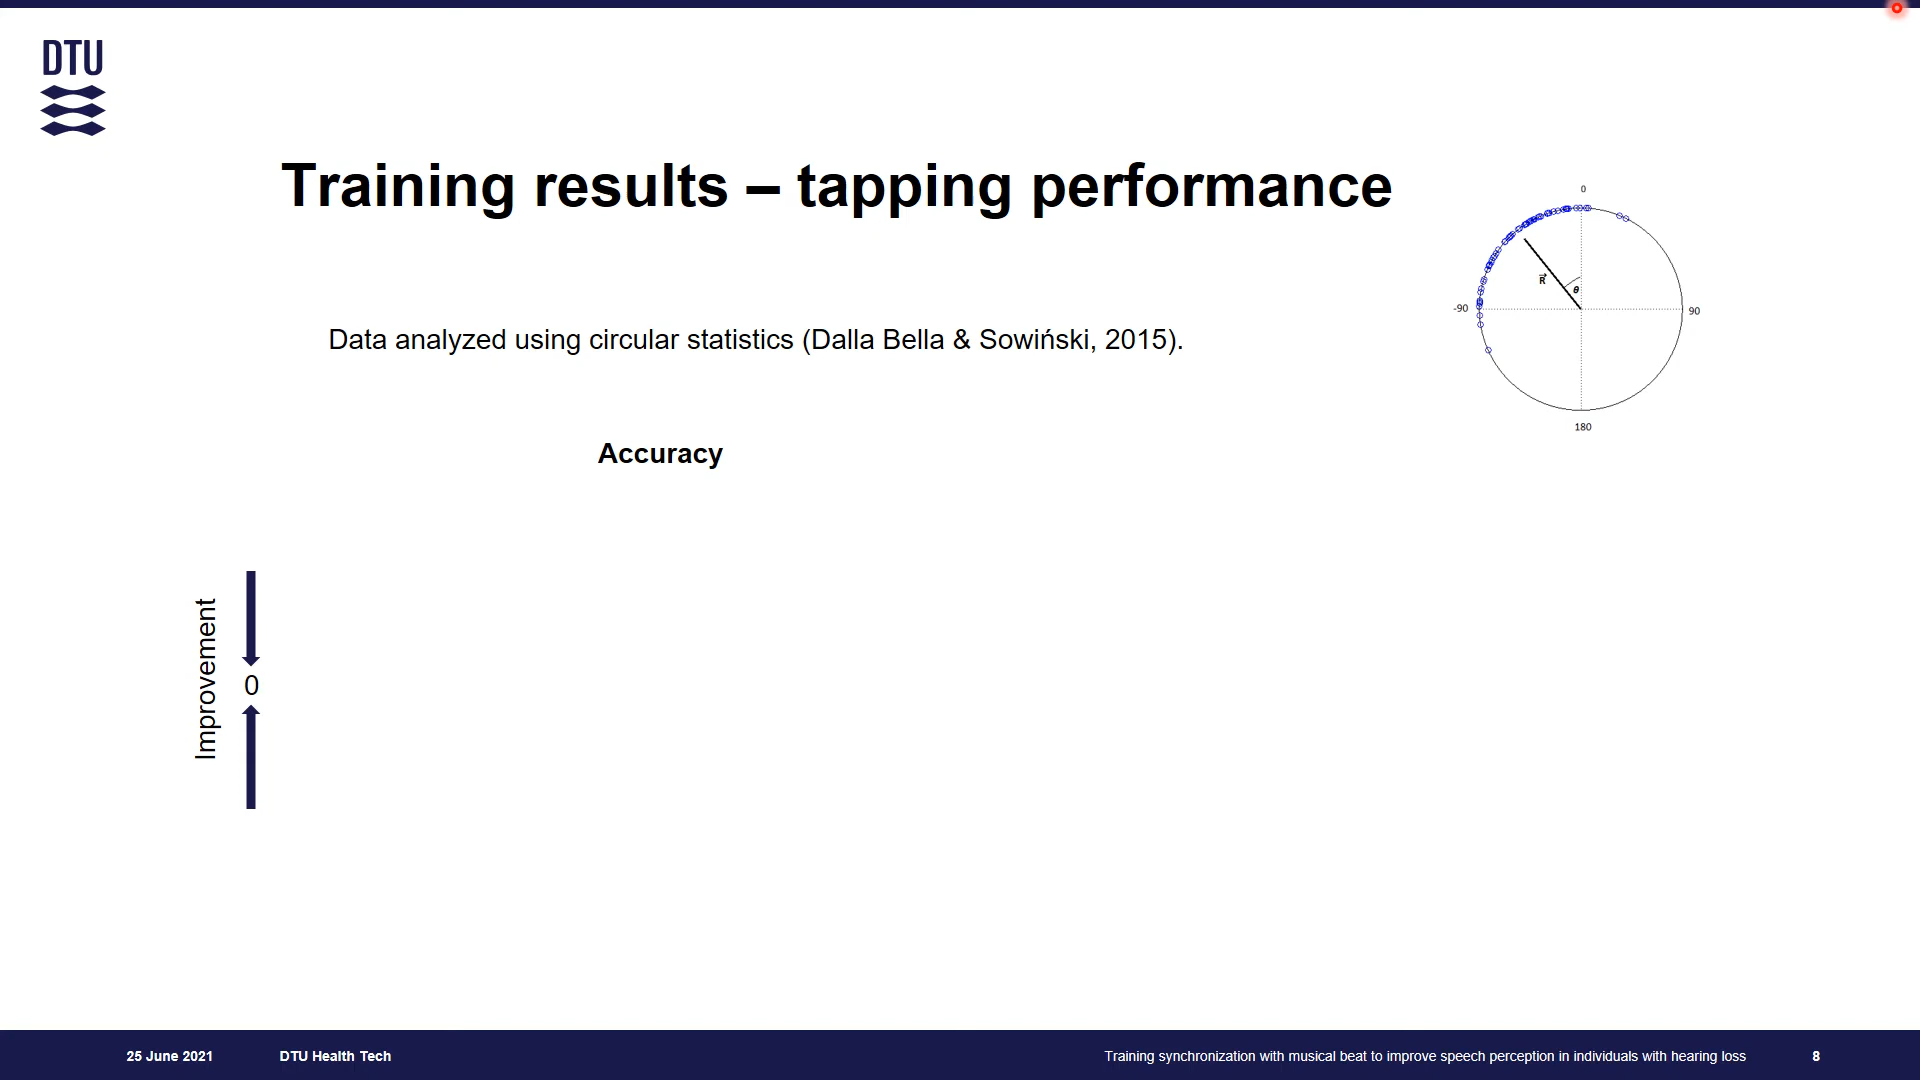 DTU
Training results – tapping performance
0
R
θ
-90
90
180
Data analyzed using circular statistics (Dalla Bella & Sowiński, 2015).
Accuracy
Improvement
0
25 June 2021
DTU Health Tech
Training synchronization with musical beat to improve speech perception in individuals with hearing loss
8